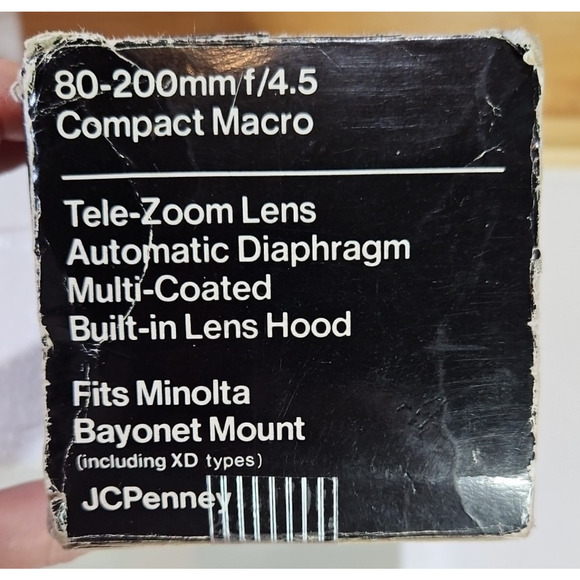 80-200mm f/4.5
Compact Macro
Tele-Zoom Lens
Automatic Diaphragm
Multi-Coated
Built-in Lens Hood
Fits Minolta
Bayonet Mount
(including XD types)
JCPenney